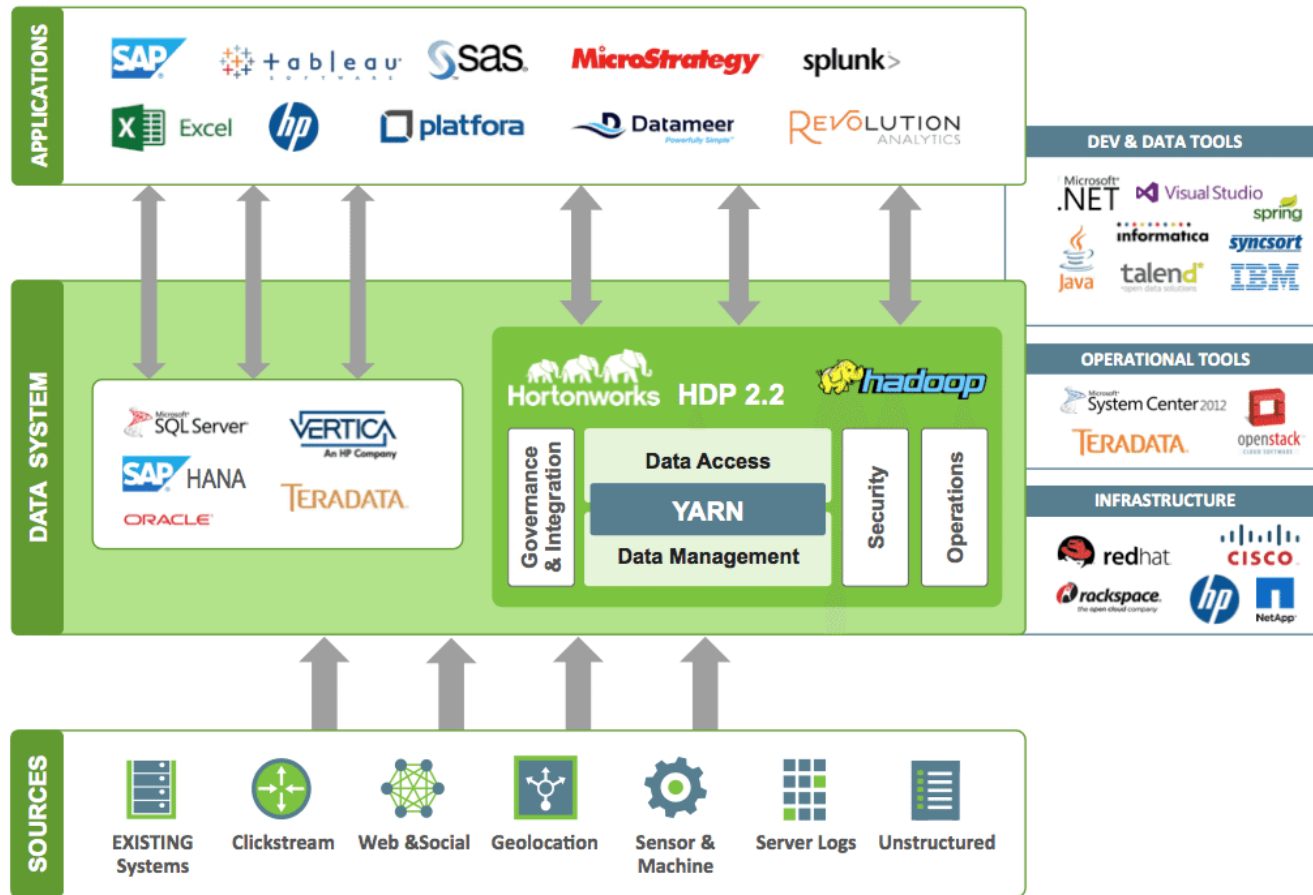 APPLICATIONS
SAP
+ a b l e a u
S O F T W A R E
sas
MicroStrategy
splunk>
X Excel
hp
platfora
Datameer
Powerfully Simple™
REVOLUTION
ANALYTICS
DEV & DATA TOOLS
Microsoft
.NET
Visual Studio
spring
Java
informatica
syncsort
talend*
*open data solutions
IBM
DATA SYSTEM
Microsoft
SQL Server
VERTICA
An HP Company
SAP HANA
TERADATA
ORACLE
Hortonworks
HDP 2.2
hadoop
Governance
& Integration
Data Access
YARN
Data Management
Security
Operations
OPERATIONAL TOOLS
Microsoft
System Center 2012
TERADATA
openstack
CLOUD SOFTWARE
INFRASTRUCTURE
redhat
CISCO
rackspace
the open cloud company
hp
NetApp
SOURCES
EXISTING
Systems
Clickstream
Web &Social
Geolocation
Sensor &
Machine
Server Logs
Unstructured